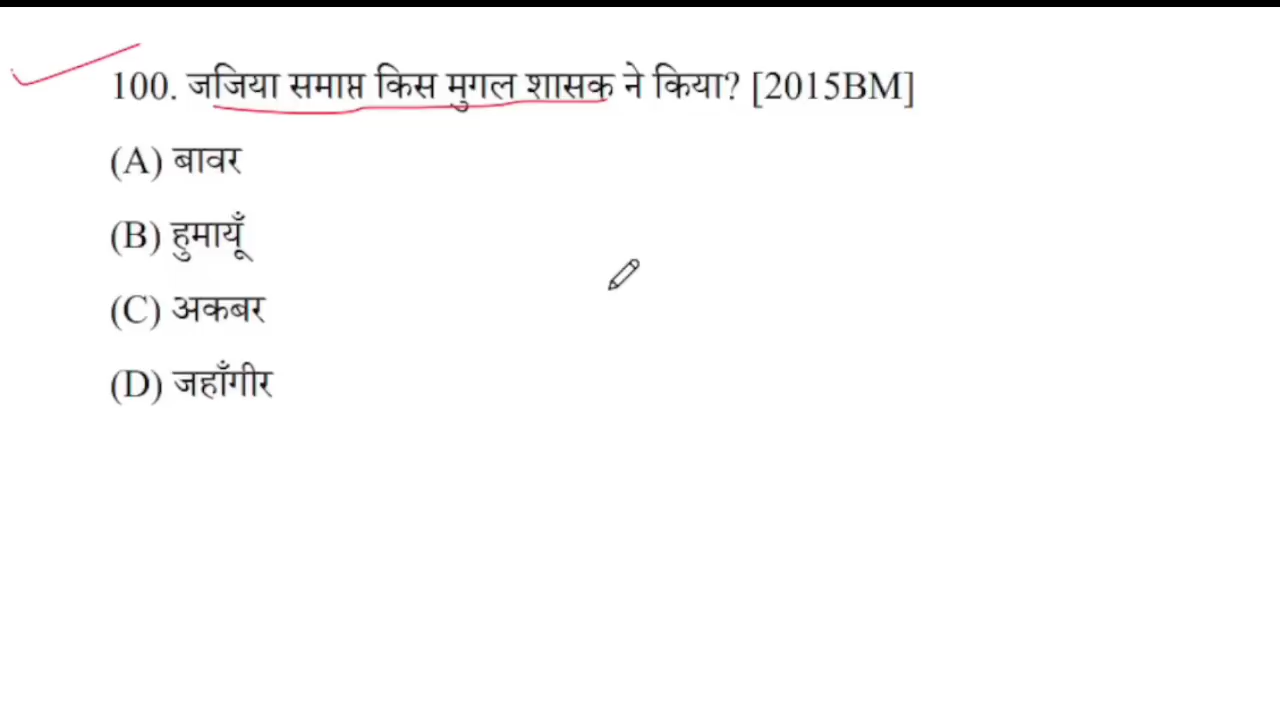 100. जजिया समाप्त किस मुगल शासक ने किया? [2015BM]
(A) बावर
(B) हुमायूँ
(C) अकबर
(D) जहाँगीर